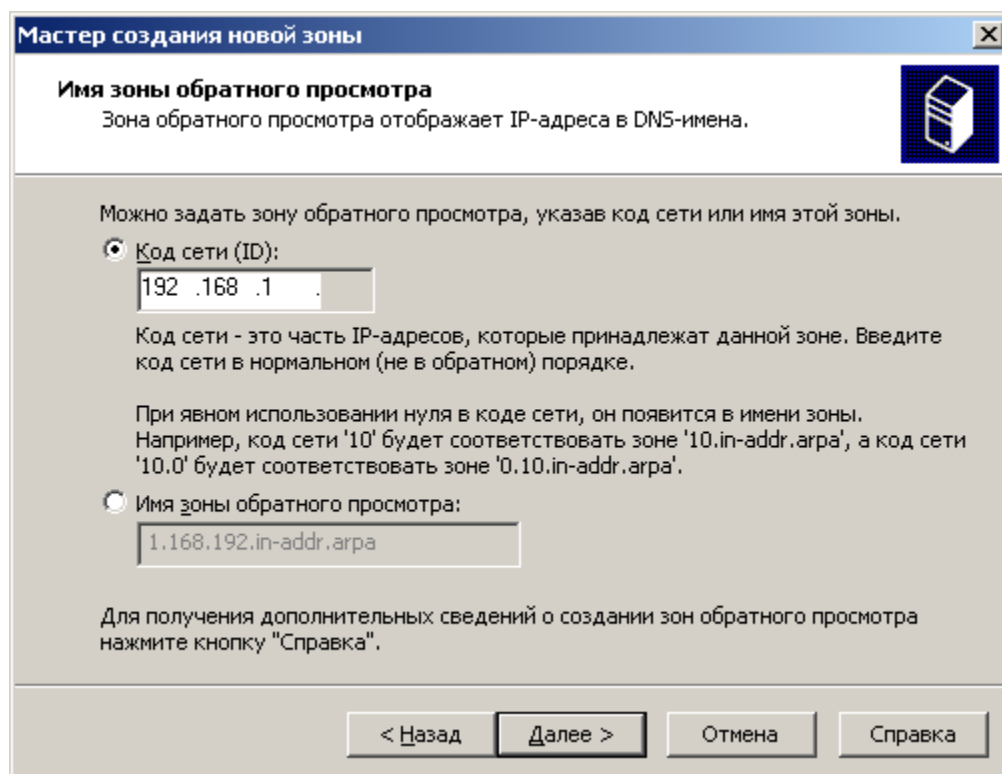 Мастер создания новой зоны
Имя зоны обратного просмотра
Зона обратного просмотра отображает IP-адреса в DNS-имена.
Можно задать зону обратного просмотра, указав код сети или имя этой зоны.
Код сети (ID):
192 .168 .1 .
Код сети - это часть IP-адресов, которые принадлежат данной зоне. Введите
код сети в нормальном (не в обратном) порядке.
При явном использовании нуля в коде сети, он появится в имени зоны.
Например, код сети '10' будет соответствовать зоне '10.in-addr.arpa', а код сети
'10.0' будет соответствовать зоне '0.10.in-addr.arpa'.
Имя зоны обратного просмотра:
1.168.192.in-addr.arpa
Для получения дополнительных сведений о создании зон обратного просмотра
нажмите кнопку "Справка".
< Назад Далее > Отмена Справка